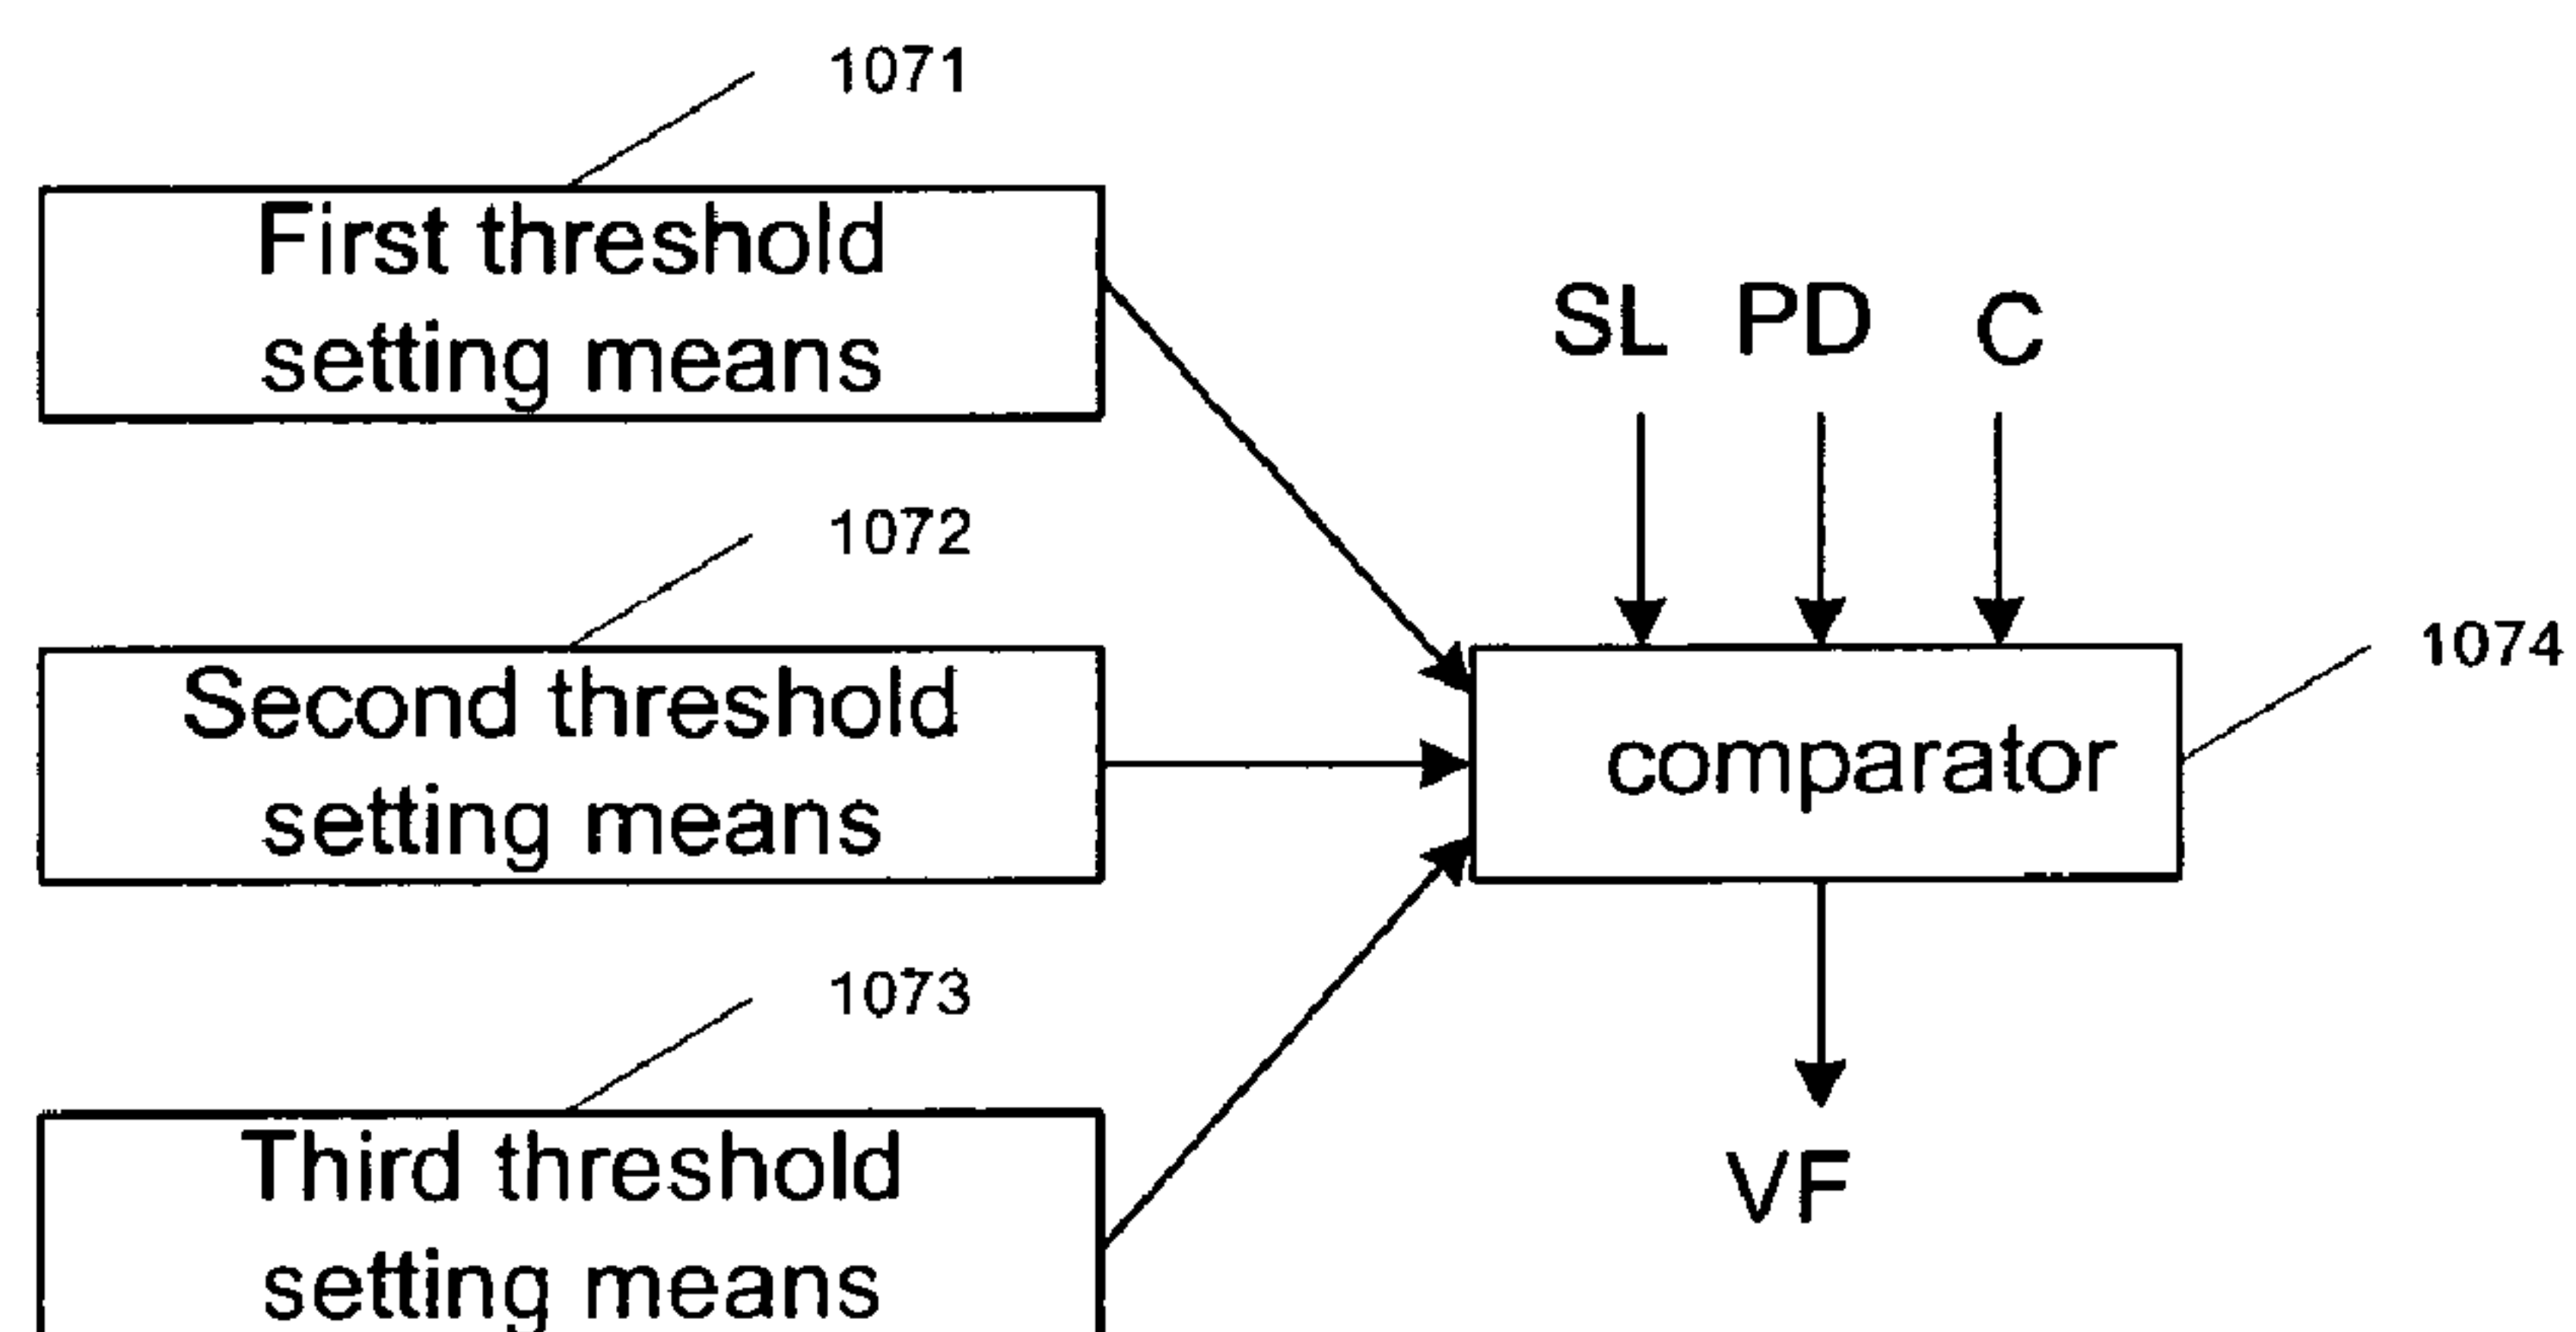 1071
First threshold
setting means
SL PD C
1072
Second threshold
setting means
comparator
1074
1073
Third threshold
setting means
VF